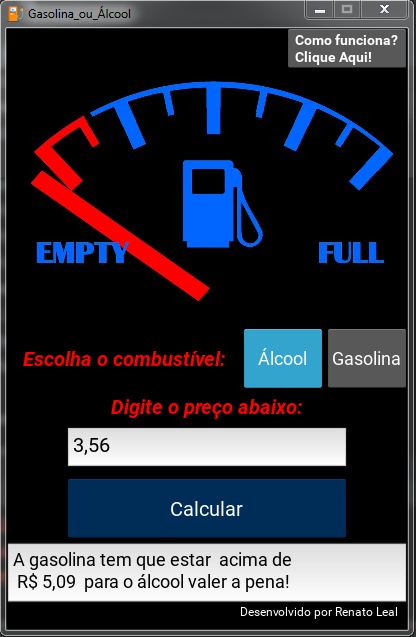 Gasolina_ou_Álcool
Como funciona?
Clique Aqui!
EMPTY
FULL
Escolha o combustível:
Álcool
Gasolina
Digite o preço abaixo:
3,56
Calcular
A gasolina tem que estar  acima de
R$ 5,09  para o álcool valer a pena!
Desenvolvido por Renato Leal